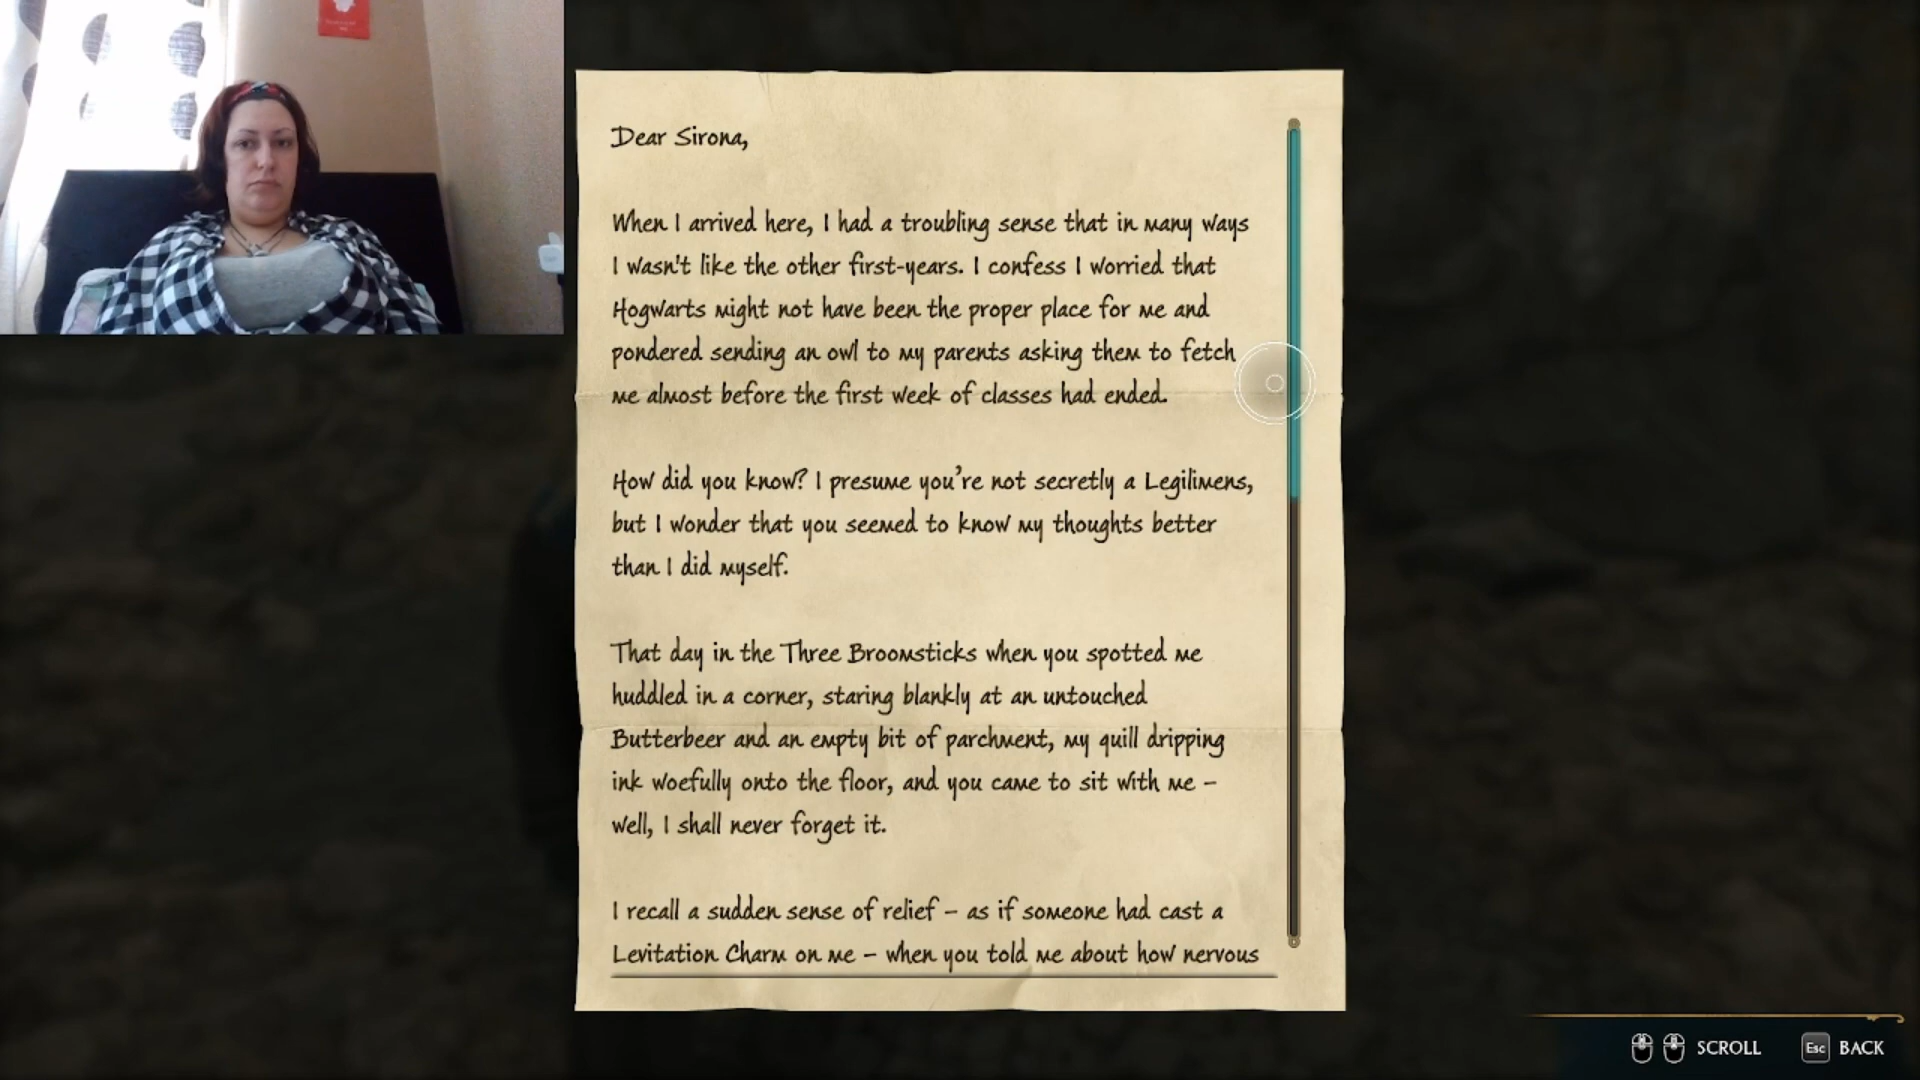 Dear Sirona,
When I arrived here, I had a troubling sense that in many ways
I wasn't like the other first-years. I confess I worried that
Hogwarts might not have been the proper place for me and
pondered sending an owl to my parents asking them to fetch
me almost before the first week of classes had ended.
How did you know? I presume you're not secretly a Legilimens,
but I wonder that you seemed to know my thoughts better
than I did myself.
That day in the Three Broomsticks when you spotted me
huddled in a corner, staring blankly at an untouched
Butterbeer and an empty bit of parchment, my quill dripping
ink woefully onto the floor, and you came to sit with me –
well, I shall never forget it.
I recall a sudden sense of relief – as if someone had cast a
Levitation Charm on me – when you told me about how nervous
SCROLL
Esc BACK